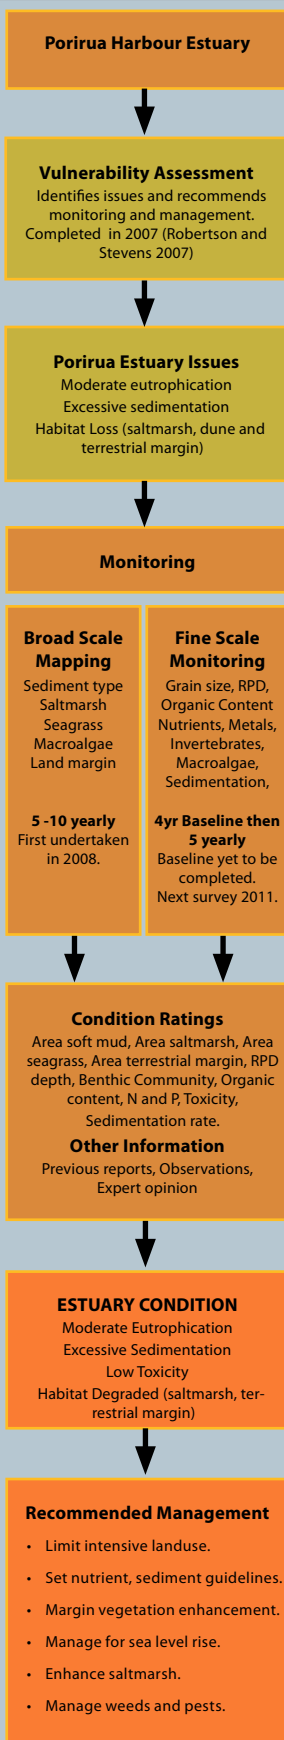 Porirua Harbour Estuary
Vulnerability Assessment
Identifies issues and recommends
monitoring and management.
Completed in 2007 (Robertson and
Stevens 2007)
Porirua Estuary Issues
Moderate eutrophication
Excessive sedimentation
Habitat Loss (saltmarsh, dune and
terrestrial margin)
Monitoring
Broad Scale
Mapping
Sediment type
Saltmarsh
Seagrass
Macroalgae
Land margin
5 -10 yearly
First undertaken
in 2008.
Fine Scale
Monitoring
Grain size, RPD,
Organic Content
Nutrients, Metals,
Invertebrates,
Macroalgae,
Sedimentation,
4yr Baseline then
5 yearly
Baseline yet to be
completed.
Next survey 2011.
Condition Ratings
Area soft mud, Area saltmarsh, Area
seagrass, Area terrestrial margin, RPD
depth, Benthic Community, Organic
content, N and P, Toxicity,
Sedimentation rate.
Other Information
Previous reports, Observations,
Expert opinion
ESTUARY CONDITION
Moderate Eutrophication
Excessive Sedimentation
Low Toxicity
Habitat Degraded (saltmarsh, ter-
restrial margin)
Recommended Management
• Limit intensive landuse.
• Set nutrient, sediment guidelines.
• Margin vegetation enhancement.
• Manage for sea level rise.
• Enhance saltmarsh.
• Manage weeds and pests.